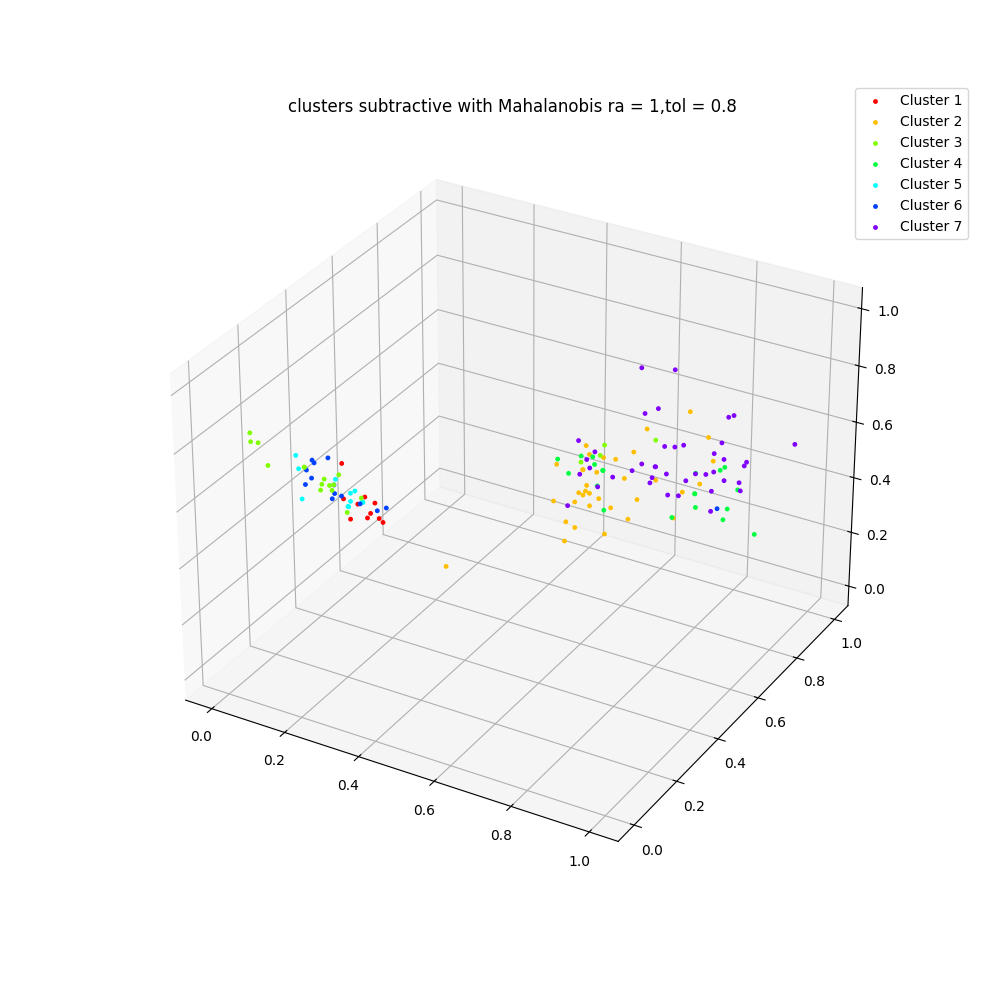 clusters subtractive with Mahalanobis ra = 1,tol = 0.8
Cluster 1
Cluster 2
Cluster 3
Cluster 4
Cluster 5
Cluster 6
Cluster 7
1.0
0.8
0.6
0.4
0.2
0.0
1.0
0.8
0.6
0.4
0.2
0.0
0.0
0.2
0.4
0.6
0.8
1.0